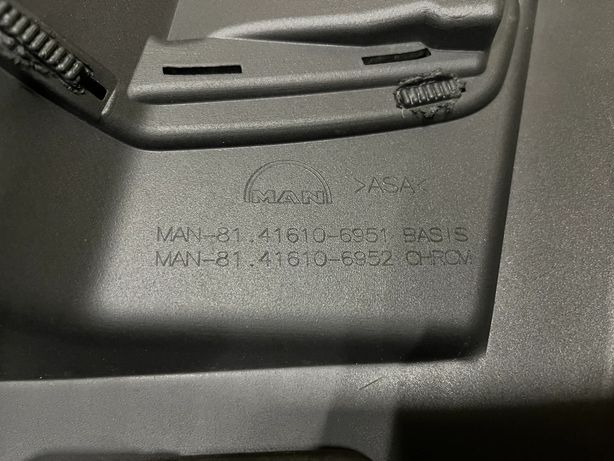 MAN >ASA<
MAN-81.41610-6951 BASIS
MAN-81.41610-6952 CHROM